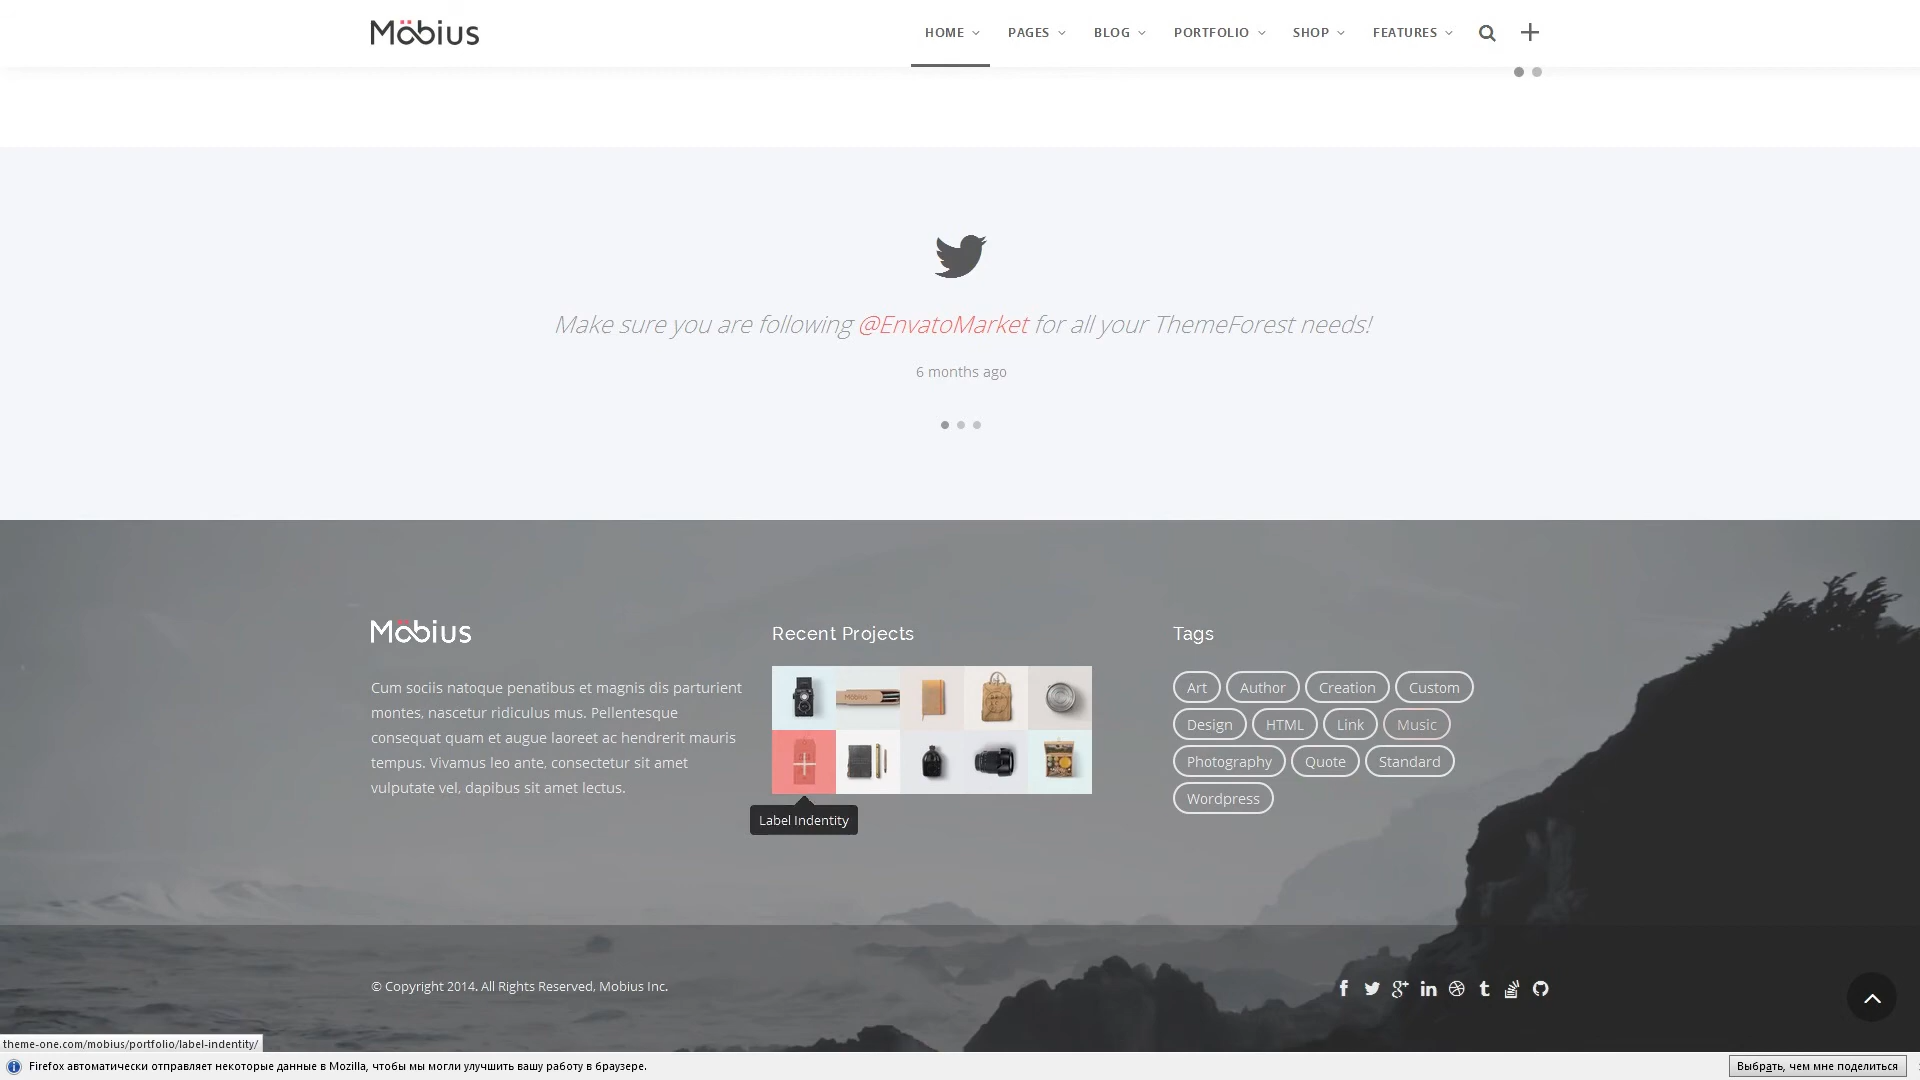 Möbius
HOME PAGES BLOG PORTFOLIO SHOP FEATURES
Make sure you are following @EnvatoMarket for all your ThemeForest needs!
6 months ago
Möbius
Cum sociis natoque penatibus et magnis dis parturient
montes, nascetur ridiculus mus. Pellentesque
consequat quam et augue laoreet ac hendrerit mauris
tempus. Vivamus leo ante, consectetur sit amet
vulputate vel, dapibus sit amet lectus.
Recent Projects
Möbius
Label Indentity
Tags
Art Author Creation Custom
Design HTML Link Music
Photography Quote Standard
Wordpress
© Copyright 2014. All Rights Reserved, Mobius Inc.
theme-one.com/mobius/portfolio/label-indentity/
Firefox автоматически отправляет некоторые данные в Mozilla, чтобы мы могли улучшить вашу работу в браузере.
Выбрать, чем мне поделиться